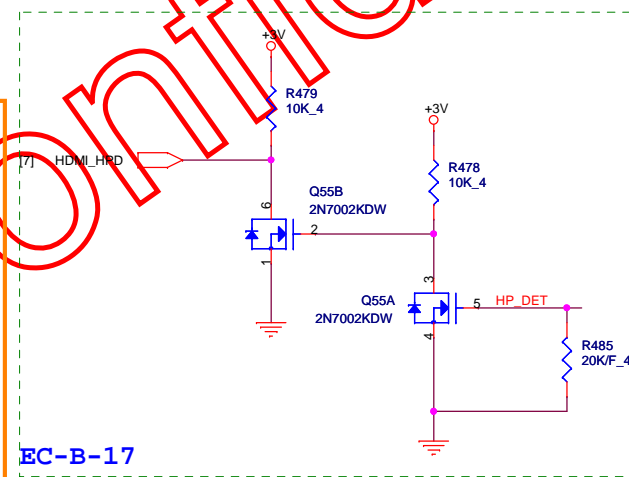 +3V
R479
10K_4
+3V
[7] HDMI_HPD
R478
10K_4
Q55B
2N7002KDW
6
2
1
Q55A
2N7002KDW
3
5
HP_DET
4
R485
20K/F_4
EC-B-17